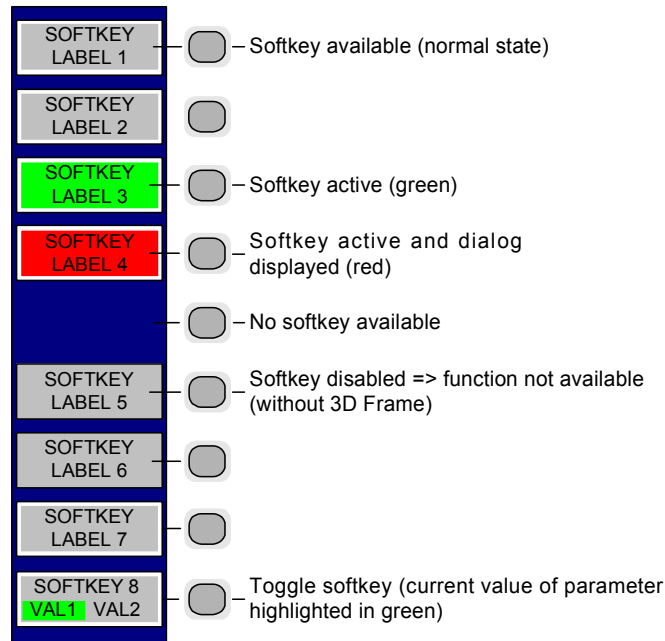 SOFTKEY
LABEL 1
Softkey available (normal state)
SOFTKEY
LABEL 2
SOFTKEY
LABEL 3
Softkey active (green)
SOFTKEY
LABEL 4
Softkey active and dialog
displayed (red)
No softkey available
SOFTKEY
LABEL 5
Softkey disabled => function not available
(without 3D Frame)
SOFTKEY
LABEL 6
SOFTKEY
LABEL 7
SOFTKEY 8
VAL1 VAL2
Toggle softkey (current value of parameter
highlighted in green)